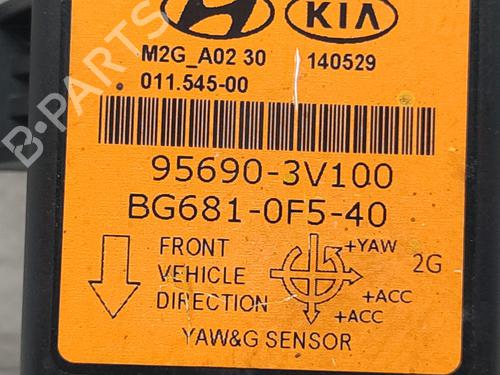 KIA
M2G_A02 30 140529
011.545-00
95690-3V100
BG681-0F5-40
FRONT
VEHICLE
DIRECTION
+YAW
2G
+ACC
+ACC
YAW&G SENSOR
B-PARTS